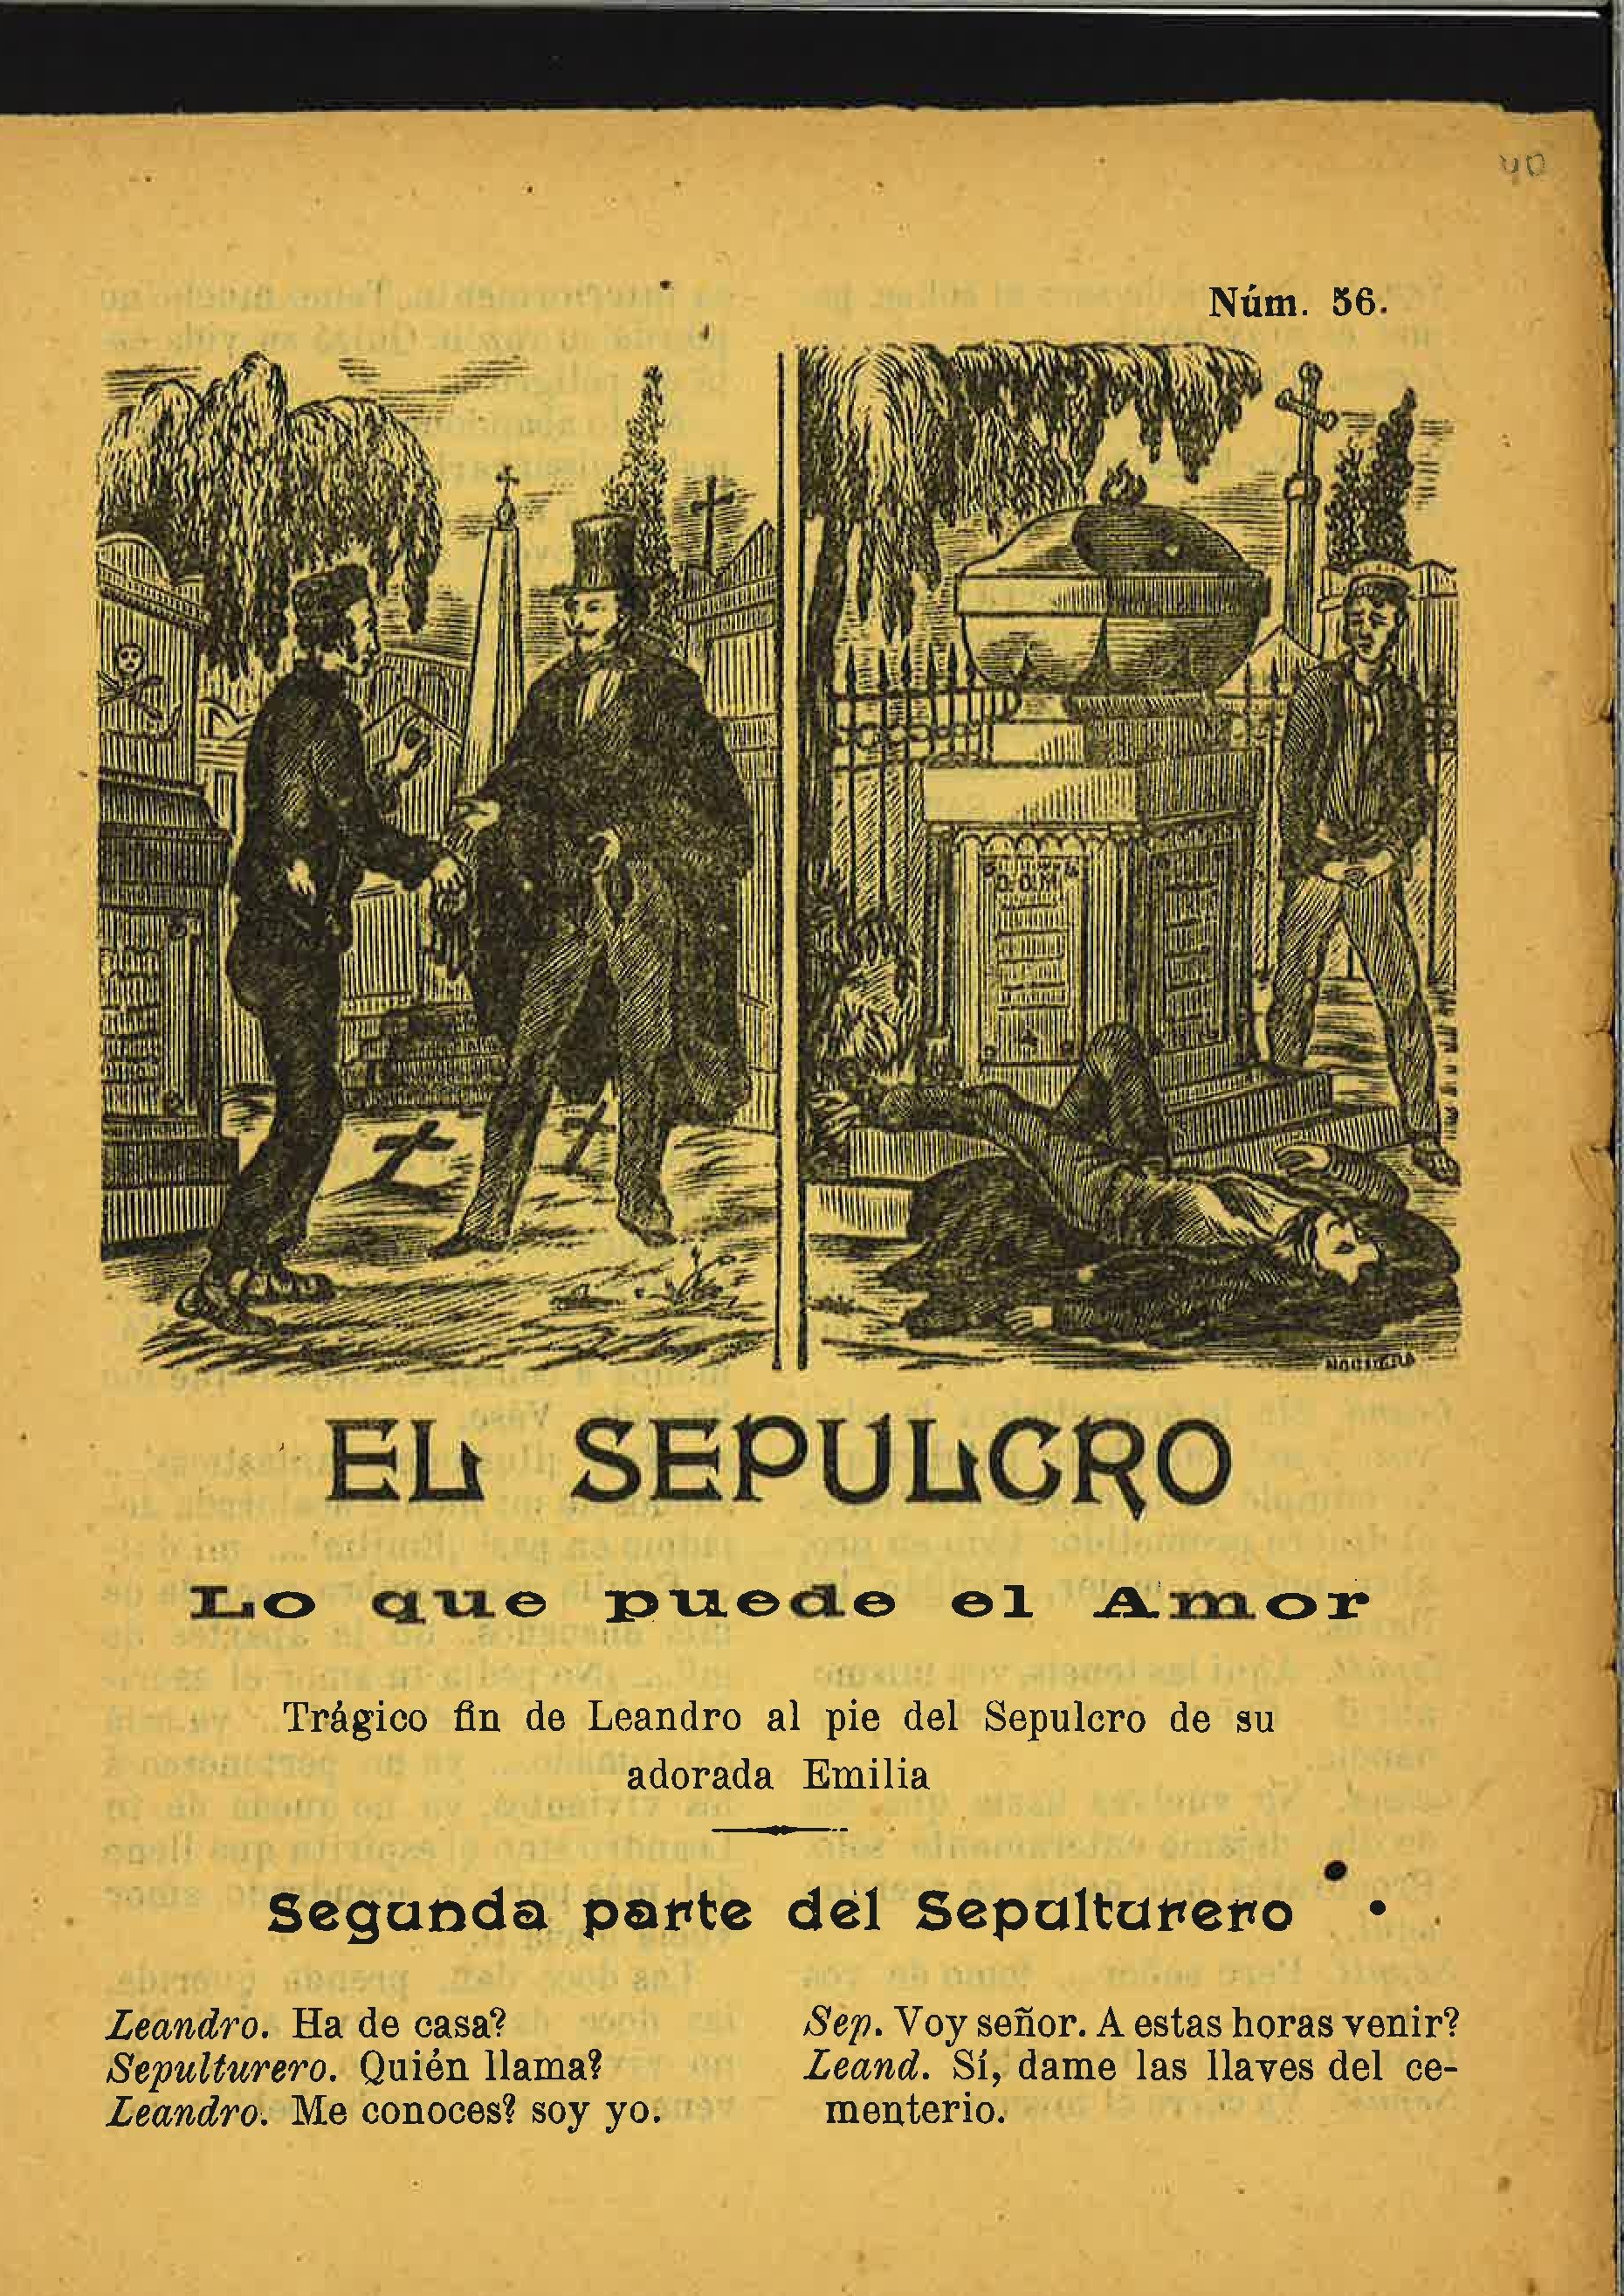 40
Núm. 56.
D.O.M.
NOGUERA
EL SEPULCRO
Lo que puede el Amor
Trágico fin de Leandro al pie del Sepulcro de su
adorada Emilia
Segunda parte del Sepulturero
Leandro. Ha de casa?
Sepulturero. Quién llama?
Leandro. Me conoces? soy yo.
Sep. Voy señor. A estas horas venir?
Leand. Sí, dame las llaves del ce-
menterio.